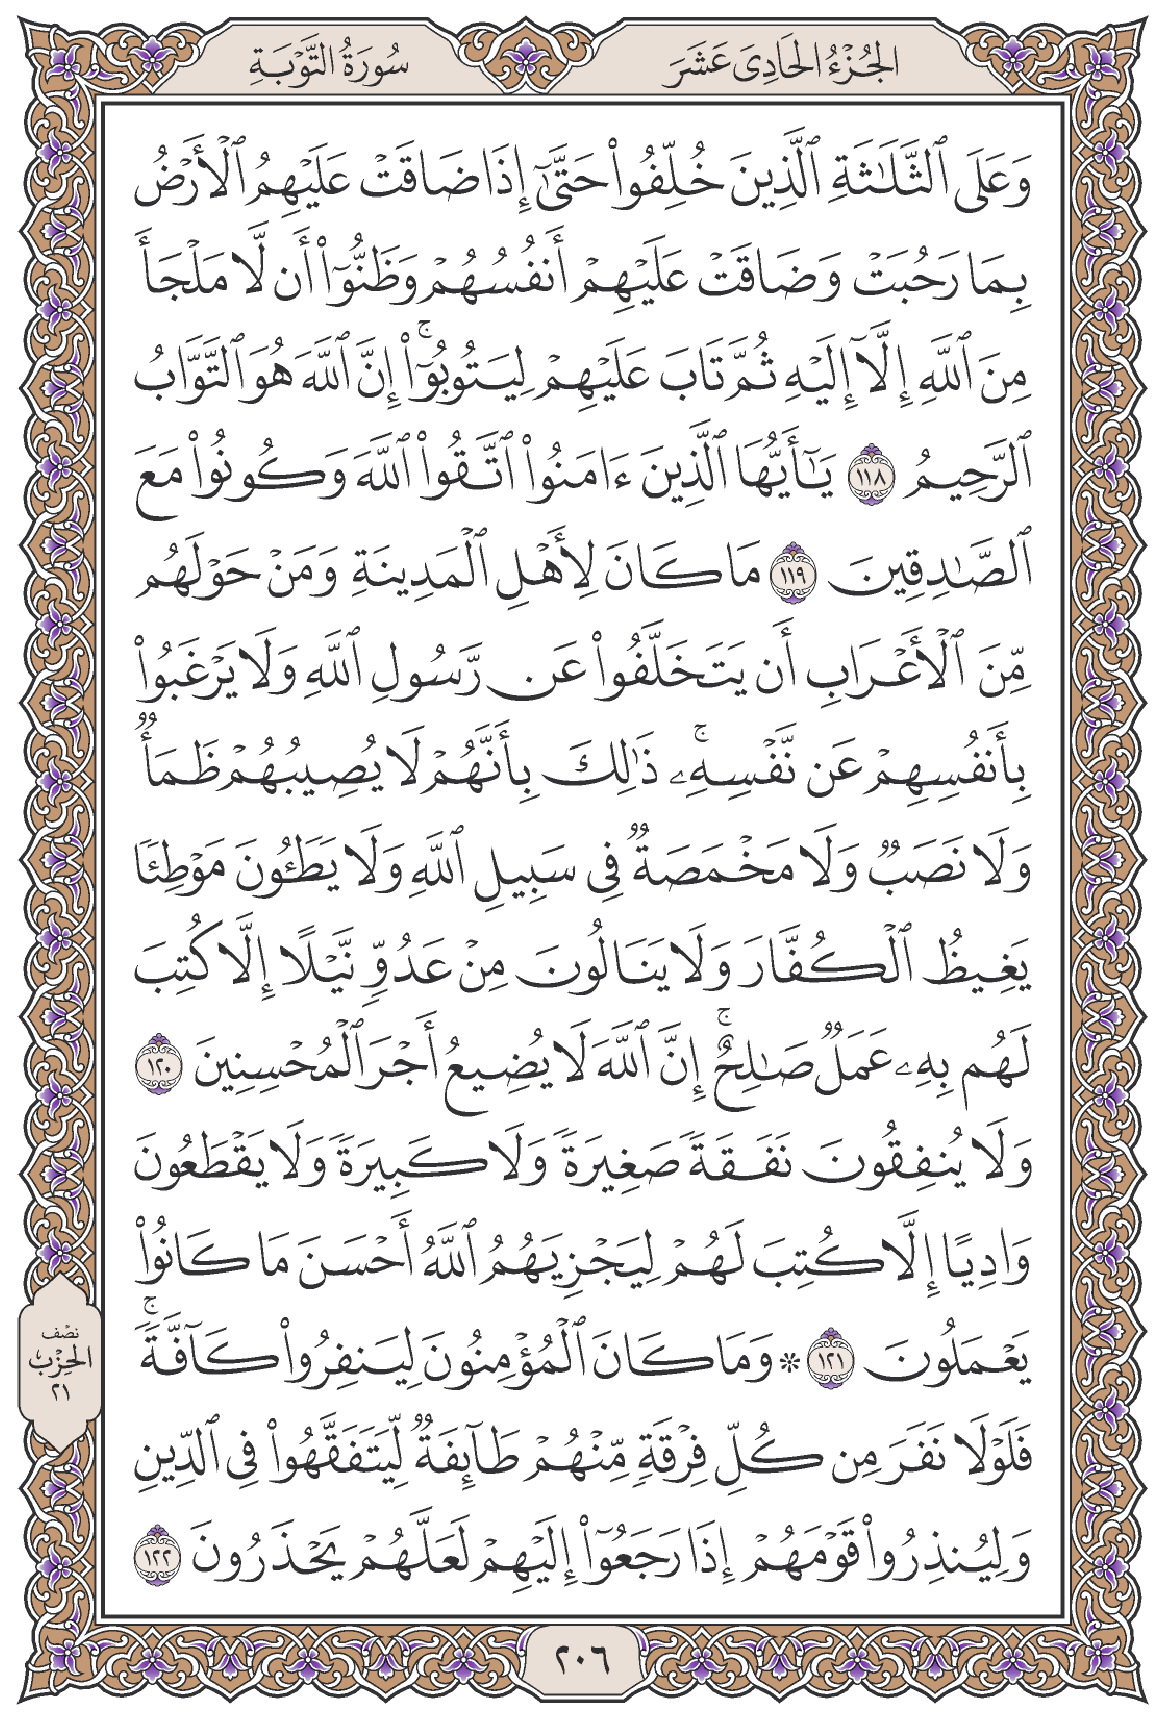 الجُزْءُ الحَادِىَ عَشَرَ
سُورَةُ التَّوۡبَةِ
وَعَلَى ٱلثَّلَٰثَةِ ٱلَّذِينَ خُلِّفُواْ حَتَّىٰٓ إِذَا ضَاقَتۡ عَلَيۡهِمُ ٱلۡأَرۡضُ
بِمَا رَحُبَتۡ وَضَاقَتۡ عَلَيۡهِمۡ أَنفُسُهُمۡ وَظَنُّوٓاْ أَن لَّا مَلۡجَأَ
مِنَ ٱللَّهِ إِلَّآ إِلَيۡهِ ثُمَّ تَابَ عَلَيۡهِمۡ لِيَتُوبُوٓاْۚ إِنَّ ٱللَّهَ هُوَ ٱلتَّوَّابُ
ٱلرَّحِيمُ ١١٨ يَٰٓأَيُّهَا ٱلَّذِينَ ءَامَنُواْ ٱتَّقُواْ ٱللَّهَ وَكُونُواْ مَعَ
ٱلصَّٰدِقِينَ ١١٩ مَا كَانَ لِأَهۡلِ ٱلۡمَدِينَةِ وَمَنۡ حَوۡلَهُم
مِّنَ ٱلۡأَعۡرَابِ أَن يَتَخَلَّفُواْ عَن رَّسُولِ ٱللَّهِ وَلَا يَرۡغَبُواْ
بِأَنفُسِهِمۡ عَن نَّفۡسِهِۦۚ ذَٰلِكَ بِأَنَّهُمۡ لَا يُصِيبُهُمۡ ظَمَأٞ
وَلَا نَصَبٞ وَلَا مَخۡمَصَةٞ فِي سَبِيلِ ٱللَّهِ وَلَا يَطَـُٔونَ مَوۡطِئٗا
يَغِيظُ ٱلۡكُفَّارَ وَلَا يَنَالُونَ مِنۡ عَدُوّٖ نَّيۡلًا إِلَّا كُتِبَ
لَهُم بِهِۦ عَمَلٞ صَٰلِحٌۚ إِنَّ ٱللَّهَ لَا يُضِيعُ أَجۡرَ ٱلۡمُحۡسِنِينَ ١٢٠
وَلَا يُنفِقُونَ نَفَقَةٗ صَغِيرَةٗ وَلَا كَبِيرَةٗ وَلَا يَقۡطَعُونَ
وَادِيًا إِلَّا كُتِبَ لَهُمۡ لِيَجۡزِيَهُمُ ٱللَّهُ أَحۡسَنَ مَا كَانُواْ
يَعۡمَلُونَ ١٢١ ۞ وَمَا كَانَ ٱلۡمُؤۡمِنُونَ لِيَنفِرُواْ كَآفَّةٗۚ
نصۡف
الحِزۡب
٢١
فَلَوۡلَا نَفَرَ مِن كُلِّ فِرۡقَةٖ مِّنۡهُمۡ طَآئِفَةٞ لِّيَتَفَقَّهُواْ فِي ٱلدِّينِ
وَلِيُنذِرُواْ قَوۡمَهُمۡ إِذَا رَجَعُوٓاْ إِلَيۡهِمۡ لَعَلَّهُمۡ يَحۡذَرُونَ ١٢٢
٢٠٦